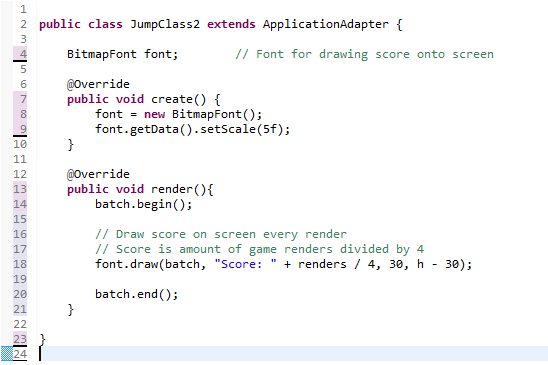 1
2 public class JumpClass2 extends ApplicationAdapter {
3
4 BitmapFont font; // Font for drawing score onto screen
5
6 @Override
7 public void create() {
8 font = new BitmapFont();
9 font.getData().setScale(5f);
10 }
11
12 @Override
13 public void render(){
14 batch.begin();
15
16 // Draw score on screen every render
17 // Score is amount of game renders divided by 4
18 font.draw(batch, "Score: " + renders / 4, 30, h - 30);
19
20 batch.end();
21 }
22
23 }
24